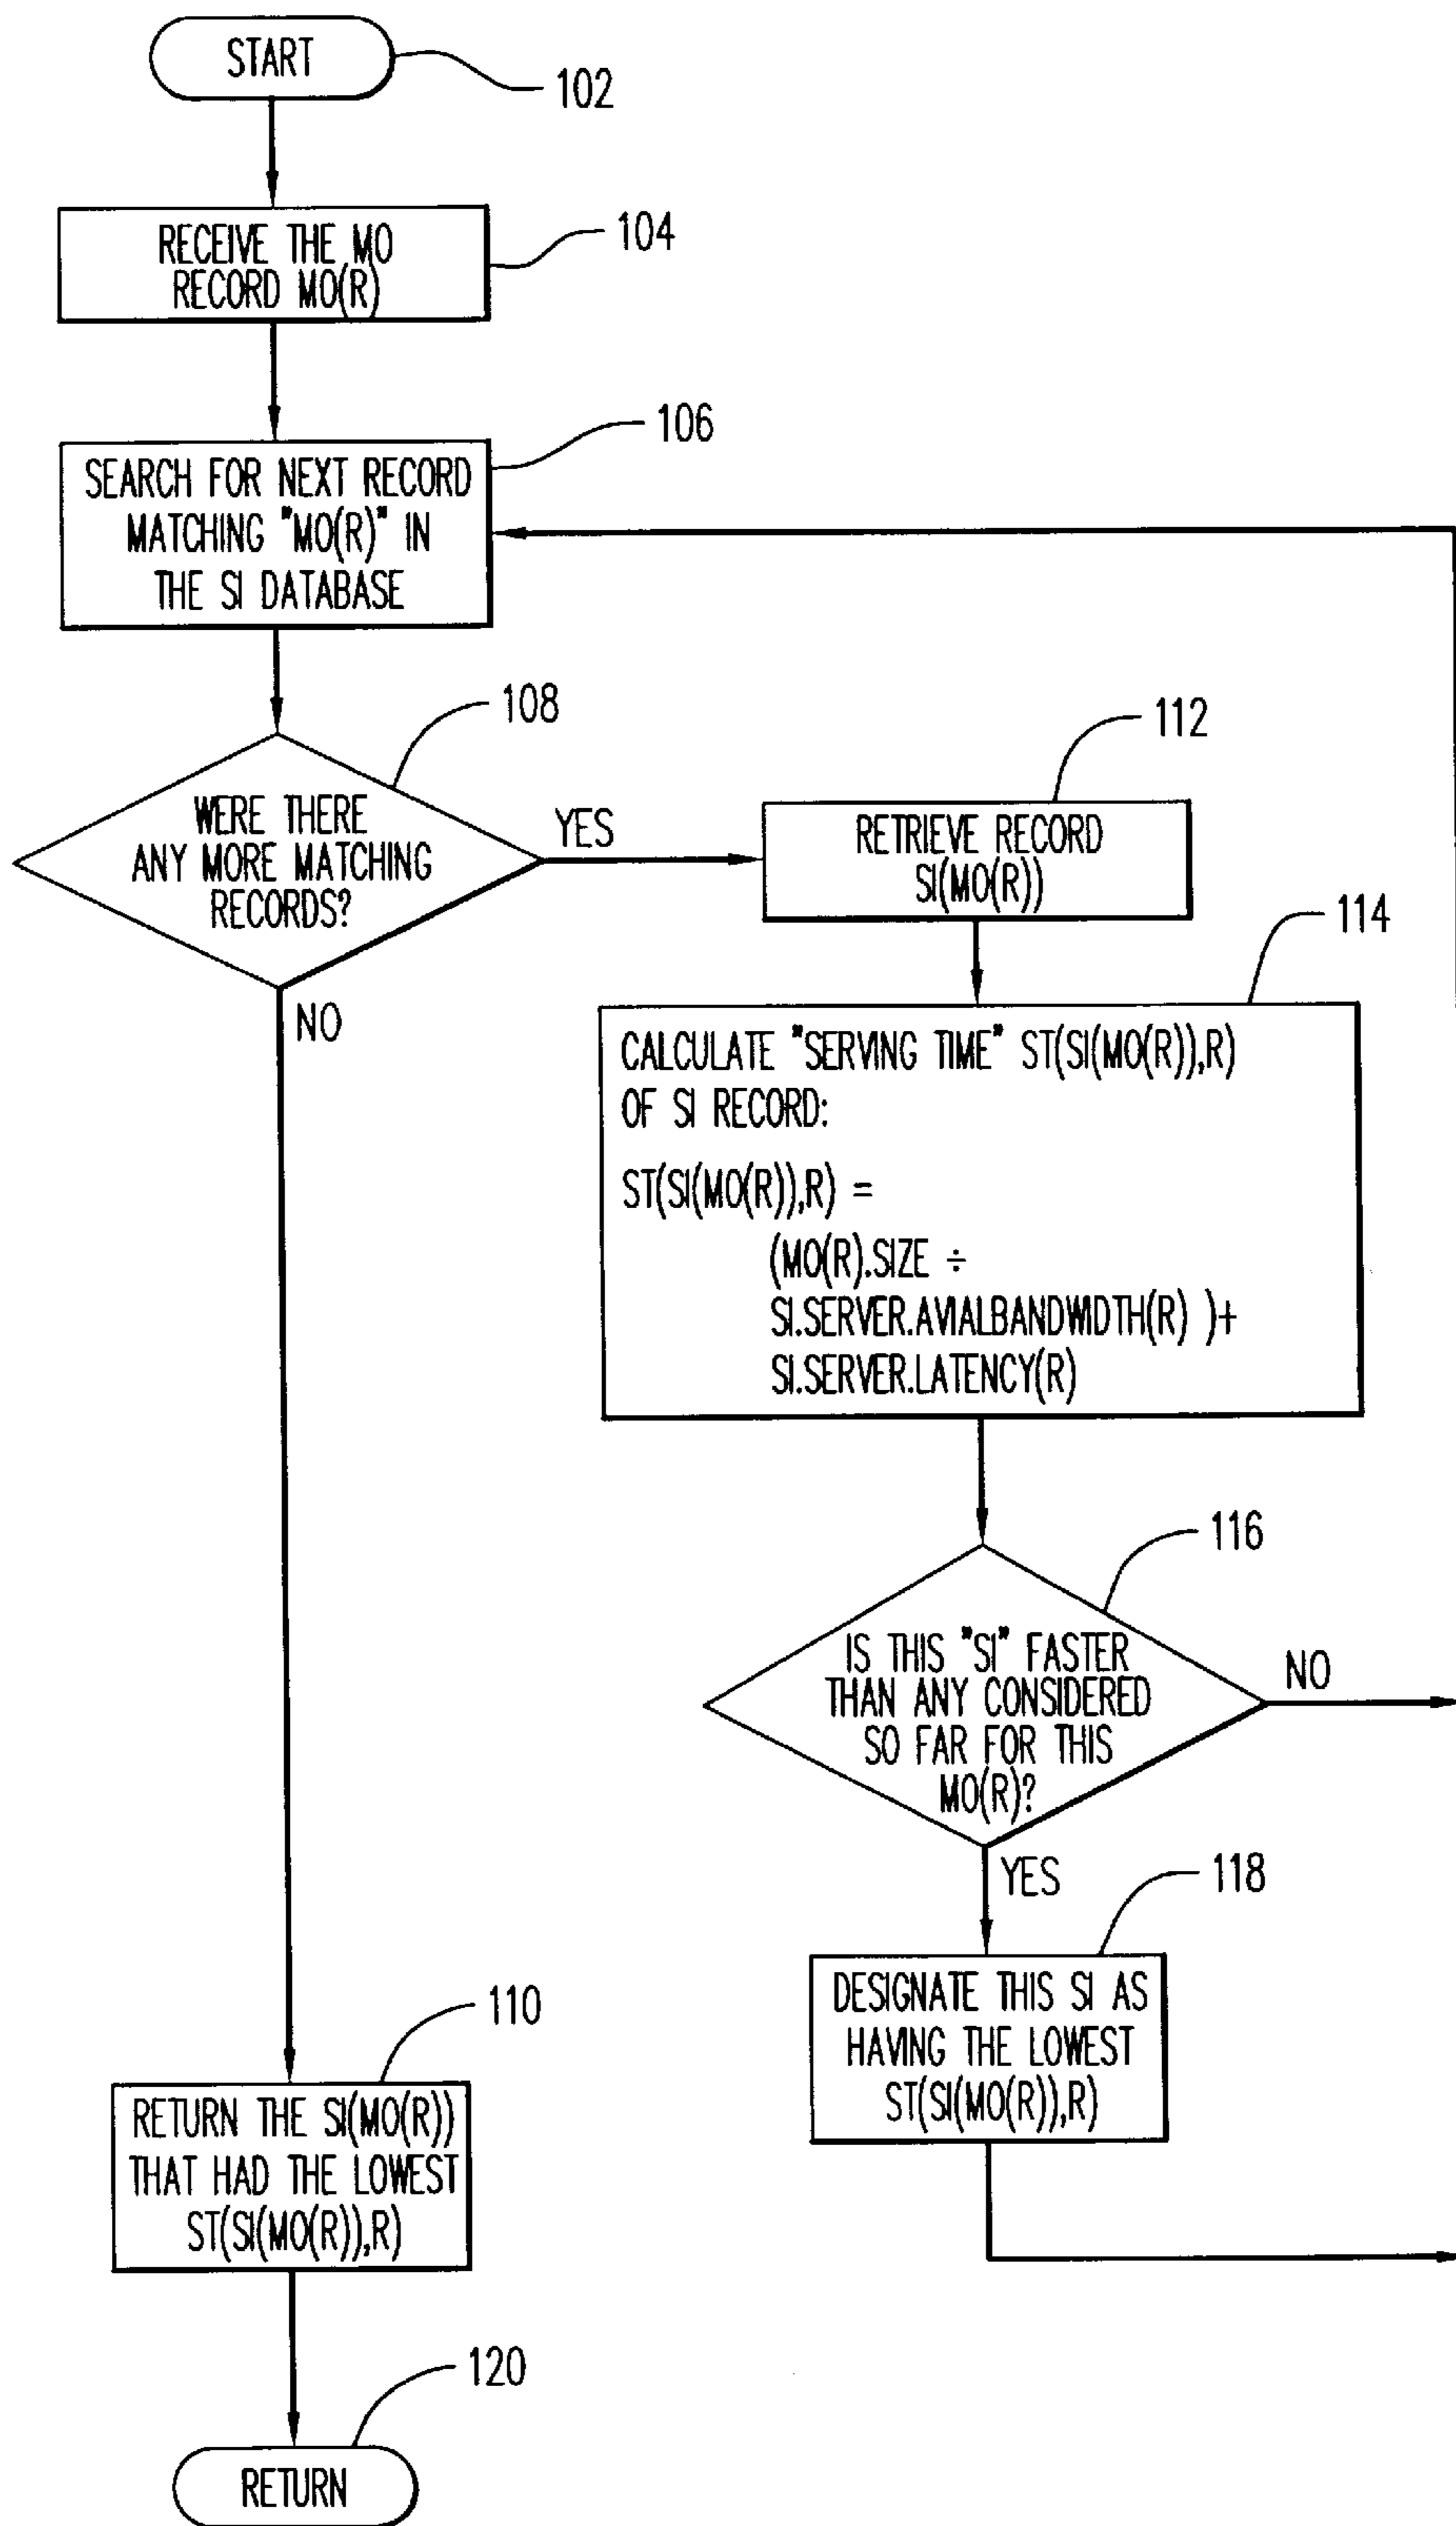 START
102
RECEIVE THE MO
RECORD MO(R)
104
SEARCH FOR NEXT RECORD
MATCHING "MO(R)" IN
THE SI DATABASE
106
WERE THERE
ANY MORE MATCHING
RECORDS?
108
YES
NO
RETRIEVE RECORD
SI(MO(R))
112
CALCULATE "SERVING TIME" ST(SI(MO(R)),R)
OF SI RECORD:
ST(SI(MO(R)),R) =
(MO(R).SIZE ÷
SI.SERVER.AVIALBANDWIDTH(R) )+
SI.SERVER.LATENCY(R)
114
IS THIS "SI" FASTER
THAN ANY CONSIDERED
SO FAR FOR THIS
MO(R)?
116
NO
YES
DESIGNATE THIS SI AS
HAVING THE LOWEST
ST(SI(MO(R)),R)
118
RETURN THE SI(MO(R))
THAT HAD THE LOWEST
ST(SI(MO(R)),R)
110
RETURN
120